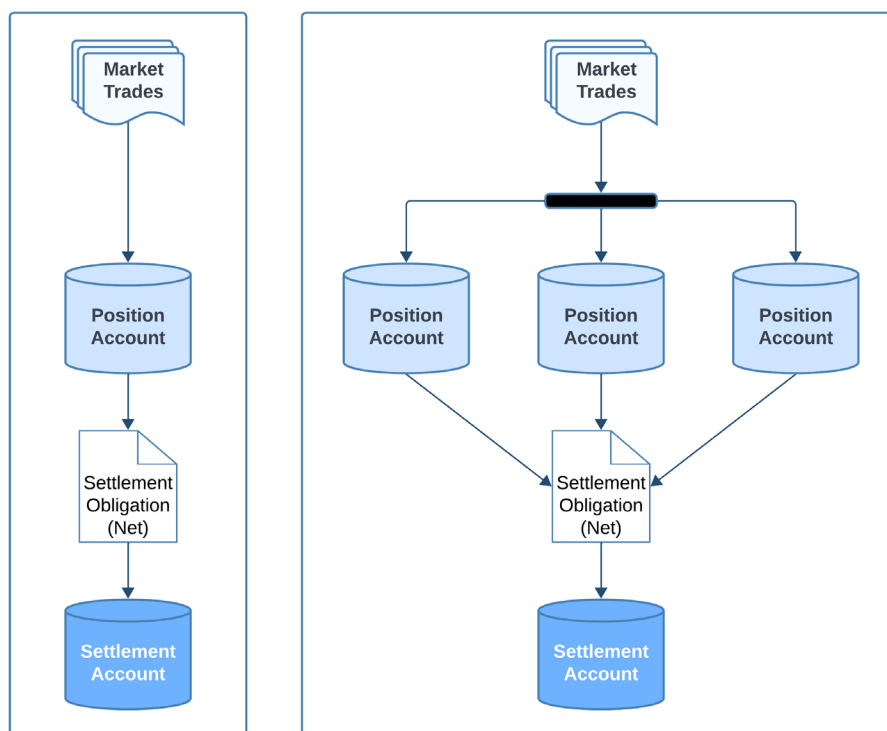 Market
Trades
Position
Account
Settlement
Obligation
(Net)
Settlement
Account
Market
Trades
Position
Account
Position
Account
Position
Account
Settlement
Obligation
(Net)
Settlement
Account